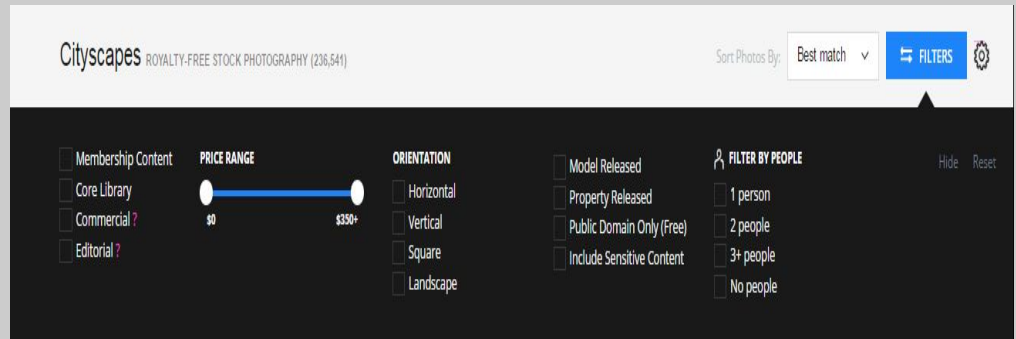 Cityscapes ROYALTY-FREE STOCK PHOTOGRAPHY (236,541)
Sort Photos By: Best match FILTERS
Membership Content
Core Library
Commercial ?
Editorial ?
PRICE RANGE
$0 $350+
ORIENTATION
Horizontal
Vertical
Square
Landscape
Model Released
Property Released
Public Domain Only (Free)
Include Sensitive Content
FILTER BY PEOPLE
1 person
2 people
3+ people
No people
Hide Reset